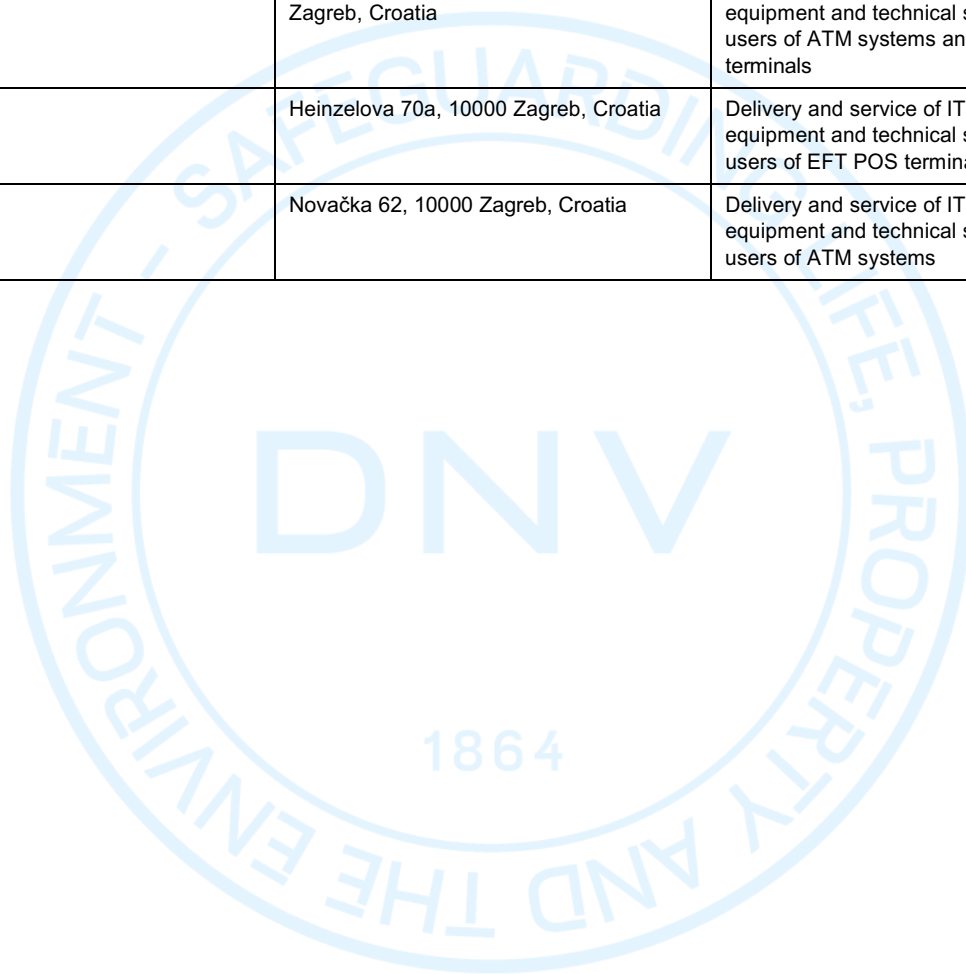 Zagreb, Croatia
equipment and technical s
users of ATM systems an
terminals
Heinzelova 70a, 10000 Zagreb, Croatia
Delivery and service of IT
equipment and technical s
users of EFT POS termina
Novačka 62, 10000 Zagreb, Croatia
Delivery and service of IT
equipment and technical s
users of ATM systems
SAFEGUARDING LIFE, PROPERTY AND THE ENVIRONMENT –
DNV
1864